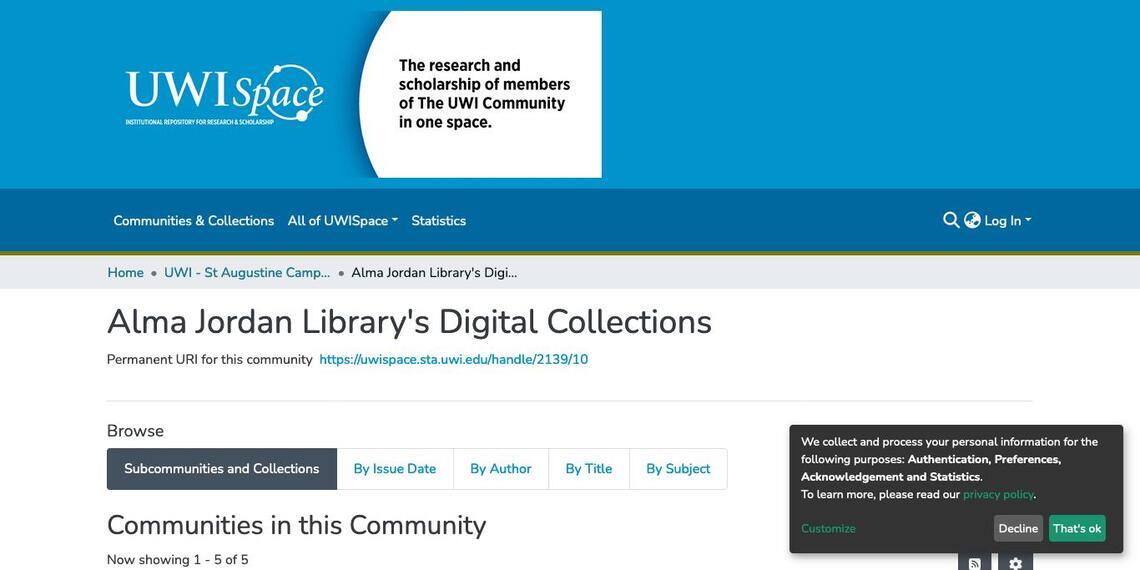 UWISpace
INSTITUTIONAL REPOSITORY FOR RESEARCH & SCHOLARSHIP
The research and
scholarship of members
of The UWI Community
in one space.
Communities & Collections All of UWISpace Statistics Log In
Home • UWI - St Augustine Camp... • Alma Jordan Library's Digi...
Alma Jordan Library's Digital Collections
Permanent URI for this community https://uwispace.sta.uwi.edu/handle/2139/10
Browse
Subcommunities and Collections By Issue Date By Author By Title By Subject
Communities in this Community
Now showing 1 - 5 of 5
We collect and process your personal information for the
following purposes: Authentication, Preferences,
Acknowledgement and Statistics.
To learn more, please read our privacy policy.
Customize Decline That's ok